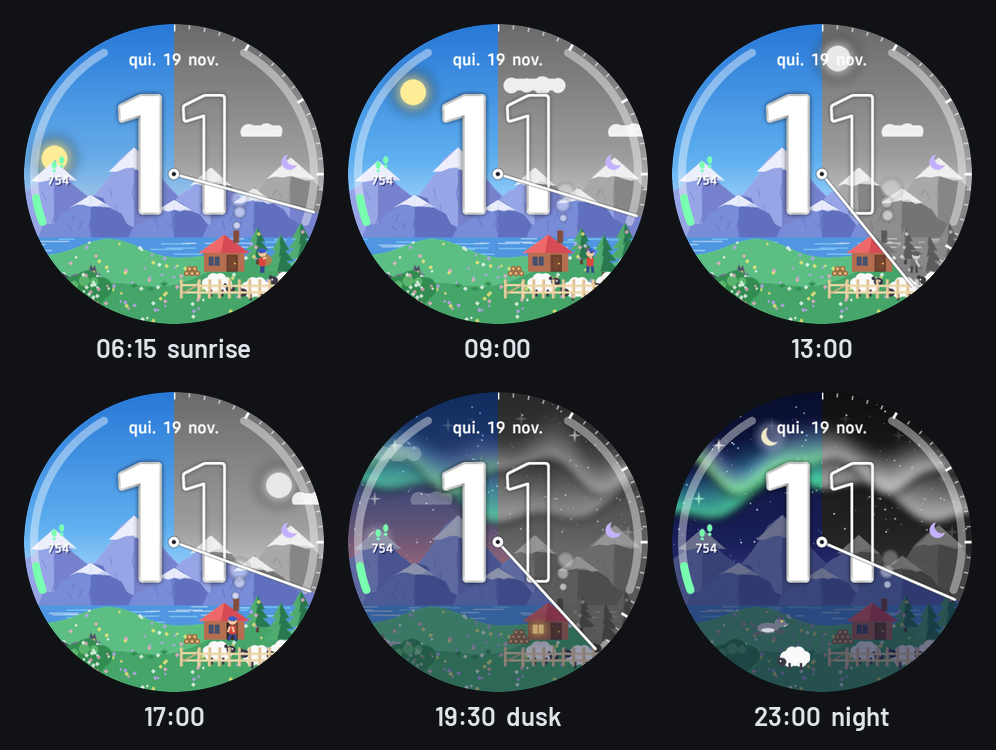 qui. 19 nov.
11
754
06:15 sunrise
qui. 19 nov.
11
754
09:00
qui. 19 nov.
11
754
13:00
qui. 19 nov.
11
754
17:00
qui. 19 nov.
11
754
19:30 dusk
qui. 19 nov.
11
754
23:00 night